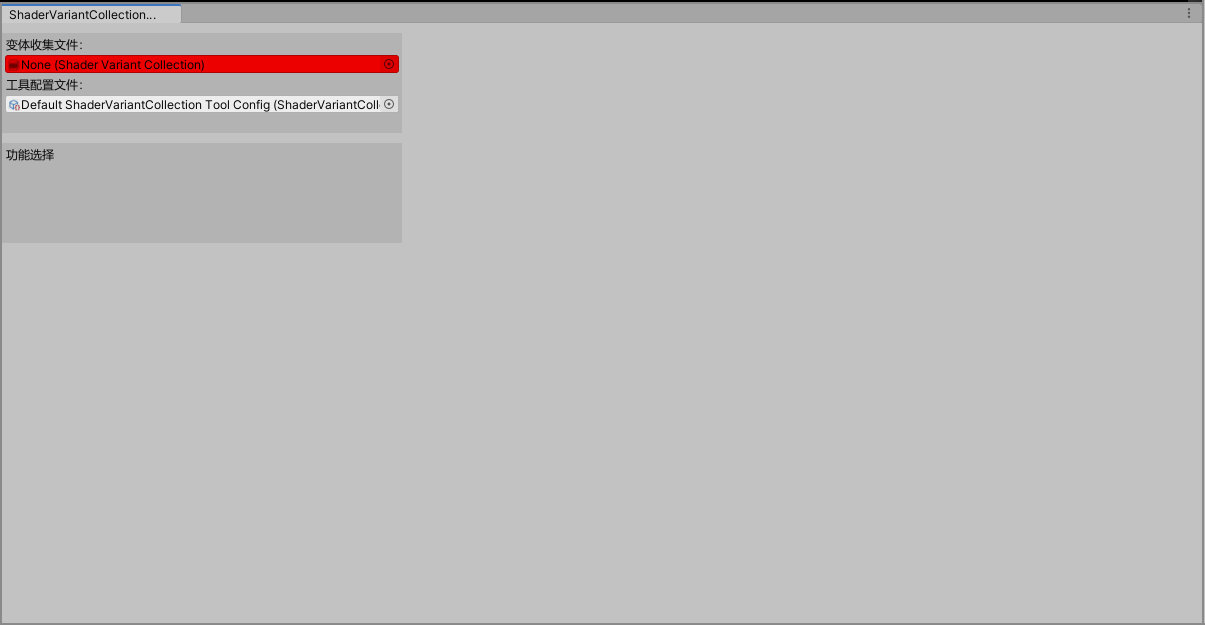 ShaderVariantCollection...
变体收集文件:
None (Shader Variant Collection)
工具配置文件:
Default ShaderVariantCollection Tool Config (ShaderVariantColl
功能选择